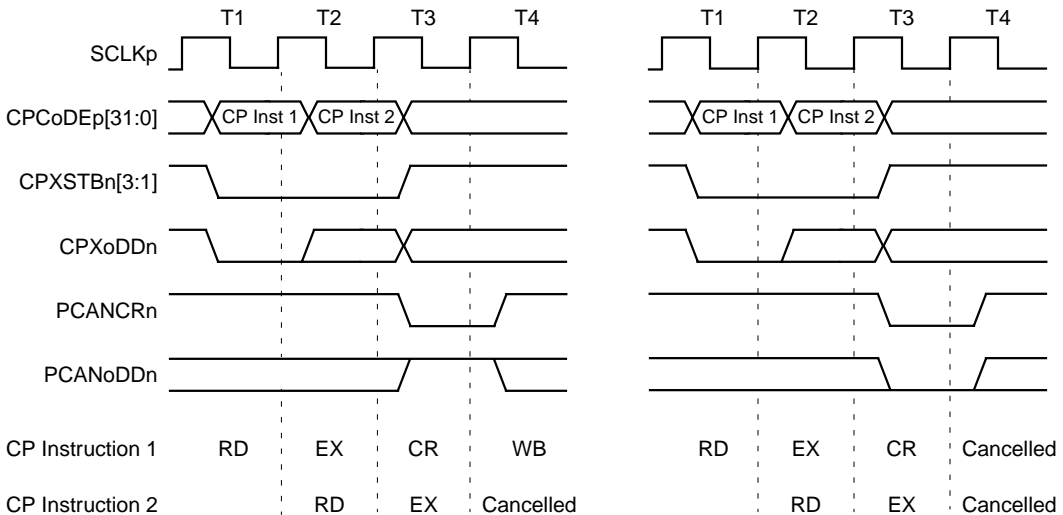 T1 T2 T3 T4 T1 T2 T3 T4
SCLKp
CPCoDEp[31:0] CP Inst 1 CP Inst 2 CP Inst 1 CP Inst 2
CPXSTBn[3:1]
CPXoDDn
PCANCRn
PCANoDDn
CP Instruction 1 RD EX CR WB RD EX CR Cancelled
CP Instruction 2 RD EX Cancelled RD EX Cancelled